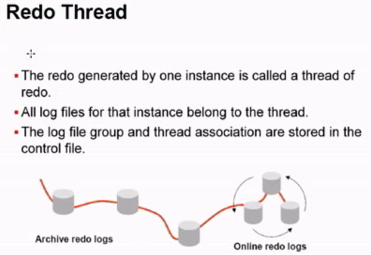 Redo Thread
▪ The redo generated by one instance is called a thread of
redo.
▪ All log files for that instance belong to the thread.
▪ The log file group and thread association are stored in the
control file.
Archive redo logs
Online redo logs